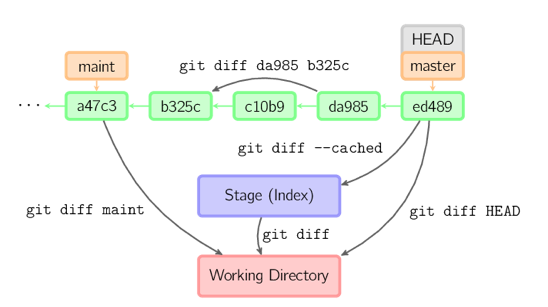 HEAD
maint
git diff da985 b325c
master
...
a47c3
b325c
c10b9
da985
ed489
git diff --cached
Stage (Index)
git diff maint
git diff HEAD
git diff
Working Directory